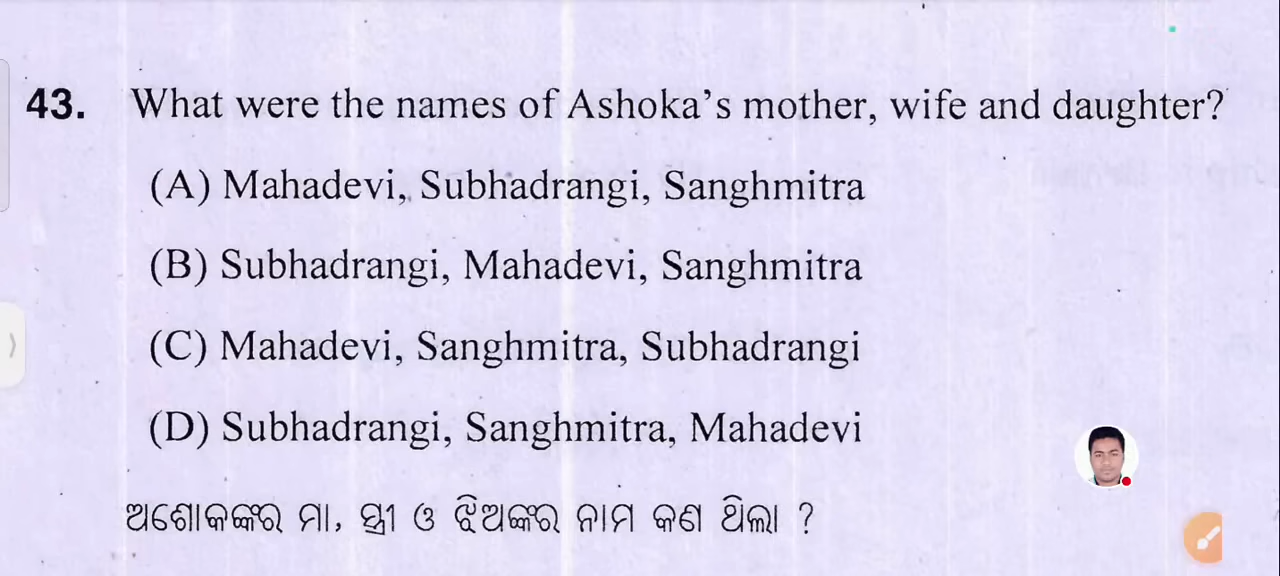 43. What were the names of Ashoka's mother, wife and daughter?
(A) Mahadevi, Subhadrangi, Sanghmitra
(B) Subhadrangi, Mahadevi, Sanghmitra
(C) Mahadevi, Sanghmitra, Subhadrangi
(D) Subhadrangi, Sanghmitra, Mahadevi
ଅଶୋକଙ୍କର ମା, ସ୍ତ୍ରୀ ଓ ଝିଅଙ୍କର ନାମ କଣ ଥିଲା ?